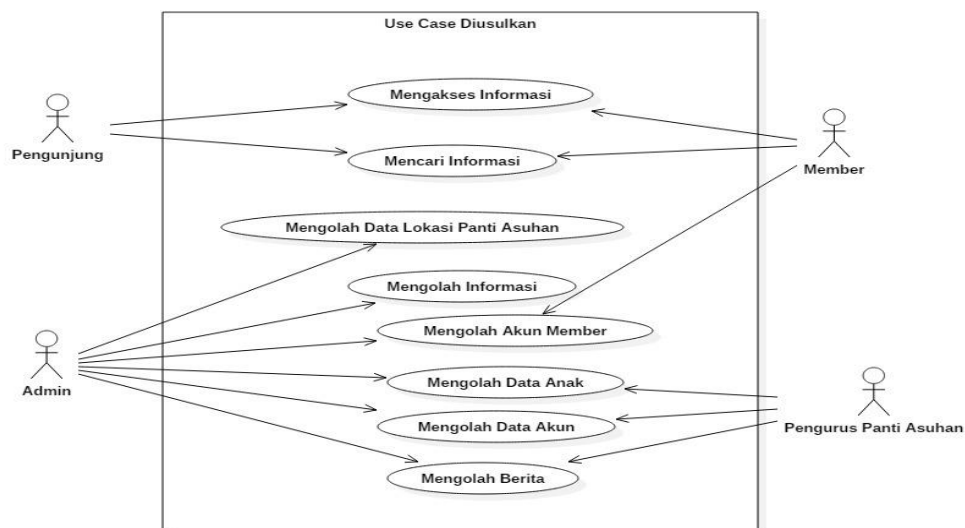 Use Case Diusulkan
Mengakses Informasi
Pengunjung
Mencari Informasi
Member
Mengolah Data Lokasi Panti Asuhan
Mengolah Informasi
Mengolah Akun Member
Admin
Mengolah Data Anak
Mengolah Data Akun
Pengurus Panti Asuhan
Mengolah Berita